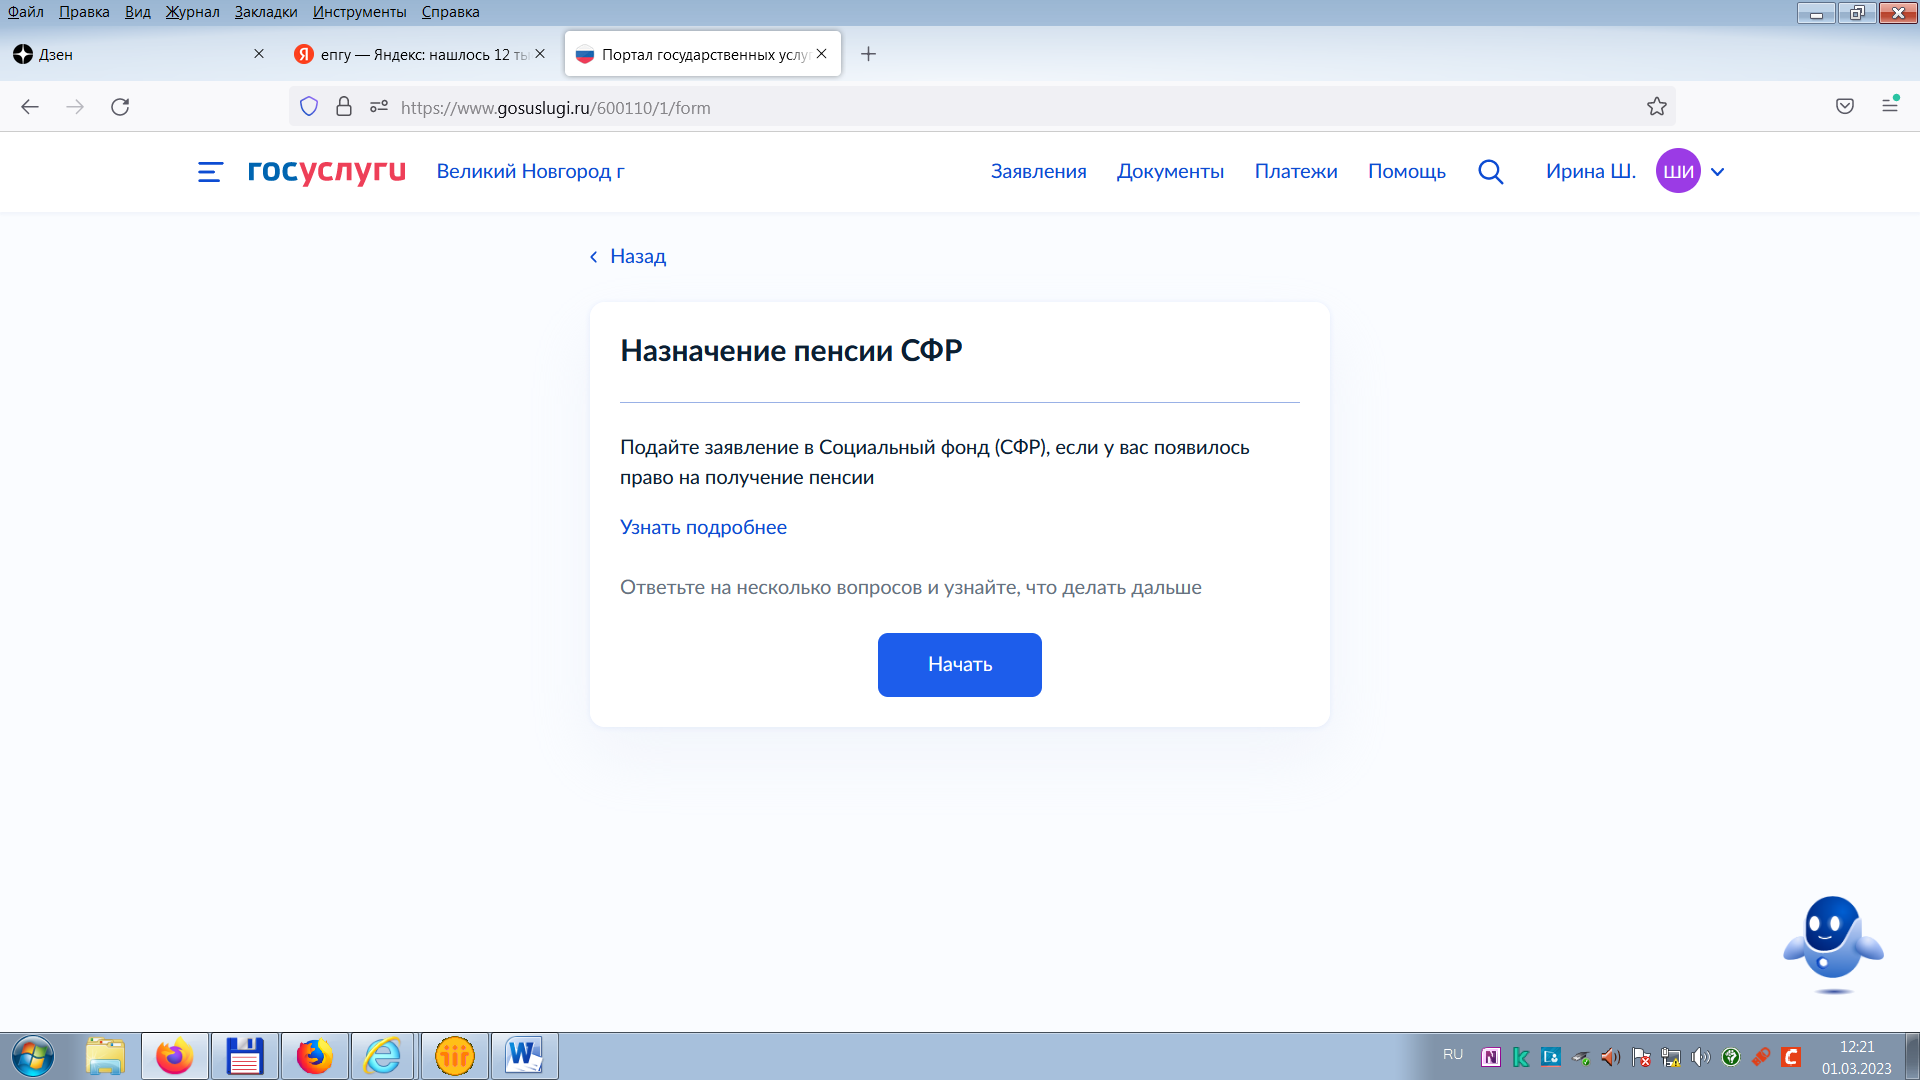 Файл Правка Вид Журнал Закладки Инструменты Справка
Дзен
Я епгу — Яндекс: нашлось 12 ты
Портал государственных услу
https://www.gosuslugi.ru/600110/1/form
госуслуги Великий Новгород г Заявления Документы Платежи Помощь Ирина Ш. ШИ
Назад
Назначение пенсии СФР
Подайте заявление в Социальный фонд (СФР), если у вас появилось
право на получение пенсии
Узнать подробнее
Ответьте на несколько вопросов и узнайте, что делать дальше
Начать
RU
12:21
01.03.2023